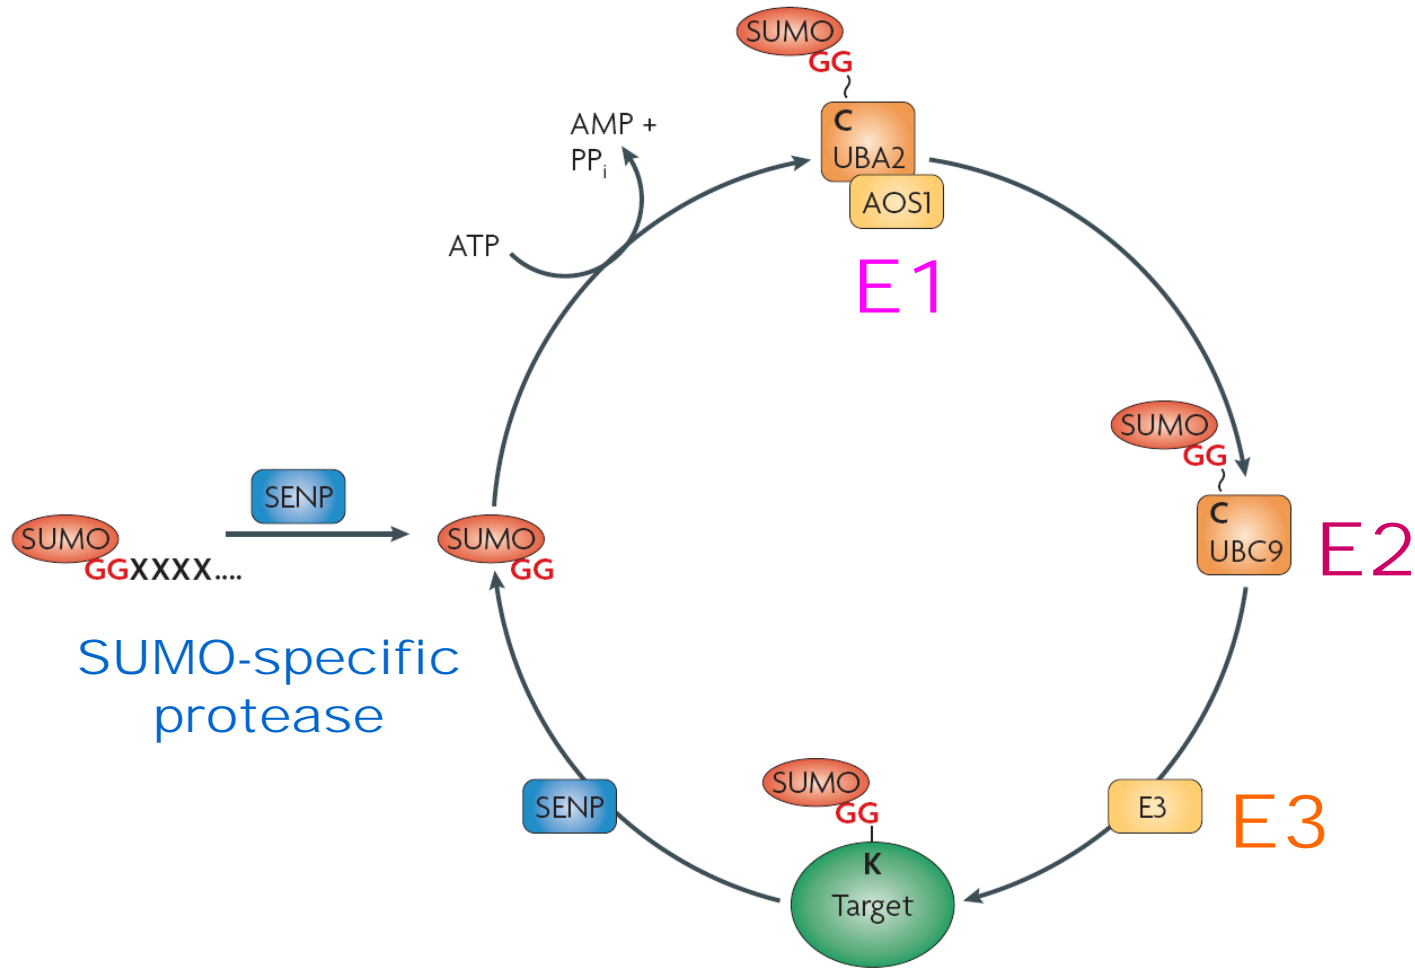 SUMO
GG
C
UBA2
AOS1
E1
AMP +
PPi
ATP
SUMO
GG
C
UBC9
E2
SENP
SUMO
GGXXXX....
SUMO
GG
SUMO-specific
protease
SENP
SUMO
GG
K
Target
E3
E3